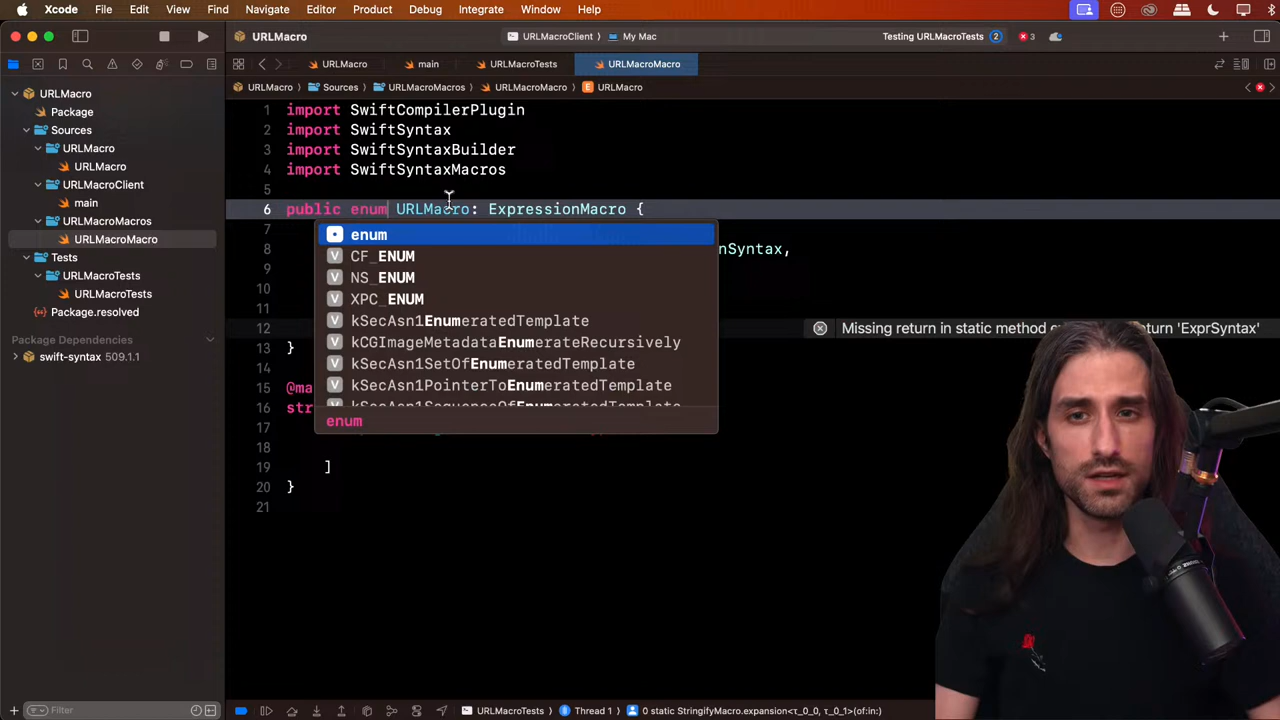 Xcode File Edit View Find Navigate Editor Product Debug Integrate Window Help
URLMacro URLMacroClient My Mac Testing URLMacroTests 2 3
URLMacro main URLMacroTests URLMacroMacro
URLMacro Sources URLMacroMacros URLMacroMacro E URLMacro
URLMacro
Package
Sources
URLMacro
URLMacro
URLMacroClient
main
URLMacroMacros
URLMacroMacro
Tests
URLMacroTests
URLMacroTests
Package.resolved
Package Dependencies
swift-syntax 509.1.1
Filter
1 import SwiftCompilerPlugin
2 import SwiftSyntax
3 import SwiftSyntaxBuilder
4 import SwiftSyntaxMacros
5
6 public enum URLMacro: ExpressionMacro {
7
8 nSyntax,
9
10
11
12 Missing return in static method e eturn 'ExprSyntax'
13 }
14
15 @ma
16 str
17
18
19 ]
20 }
21
enum
V CF_ENUM
V NS_ENUM
V XPC_ENUM
V kSecAsn1EnumeratedTemplate
V kCGImageMetadataEnumerateRecursively
V kSecAsn1SetOfEnumeratedTemplate
V kSecAsn1PointerToEnumeratedTemplate
kSecAsn1SequenceOfEnumeratedTemplate
enum
URLMacroTests Thread 1 0 static StringifyMacro.expansion<τ_0_0, τ_0_1>(of:in:)